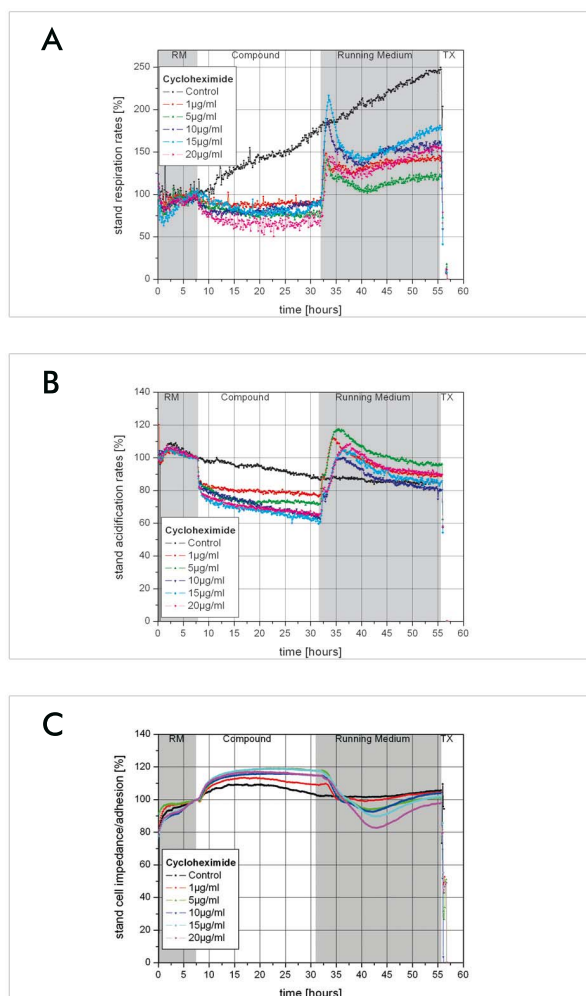 A
RM Compound Running Medium TX
250
200
150
100
50
0
stand respiration rates [%]
Cycloheximide
Control
1µg/ml
5µg/ml
10µg/ml
15µg/ml
20µg/ml
0 5 10 15 20 25 30 35 40 45 50 55 60
time [hours]
B
RM Compound Running Medium TX
140
120
100
80
60
40
20
0
stand acidification rates [%]
Cycloheximide
Control
1µg/ml
5µg/ml
10µg/ml
15µg/ml
20µg/ml
0 5 10 15 20 25 30 35 40 45 50 55 60
time [hours]
C
RM Compound Running Medium TX
140
120
100
80
60
40
20
0
stand cell impedance/adhesion [%]
Cycloheximide
Control
1µg/ml
5µg/ml
10µg/ml
15µg/ml
20µg/ml
0 5 10 15 20 25 30 35 40 45 50 55 60
time [hours]